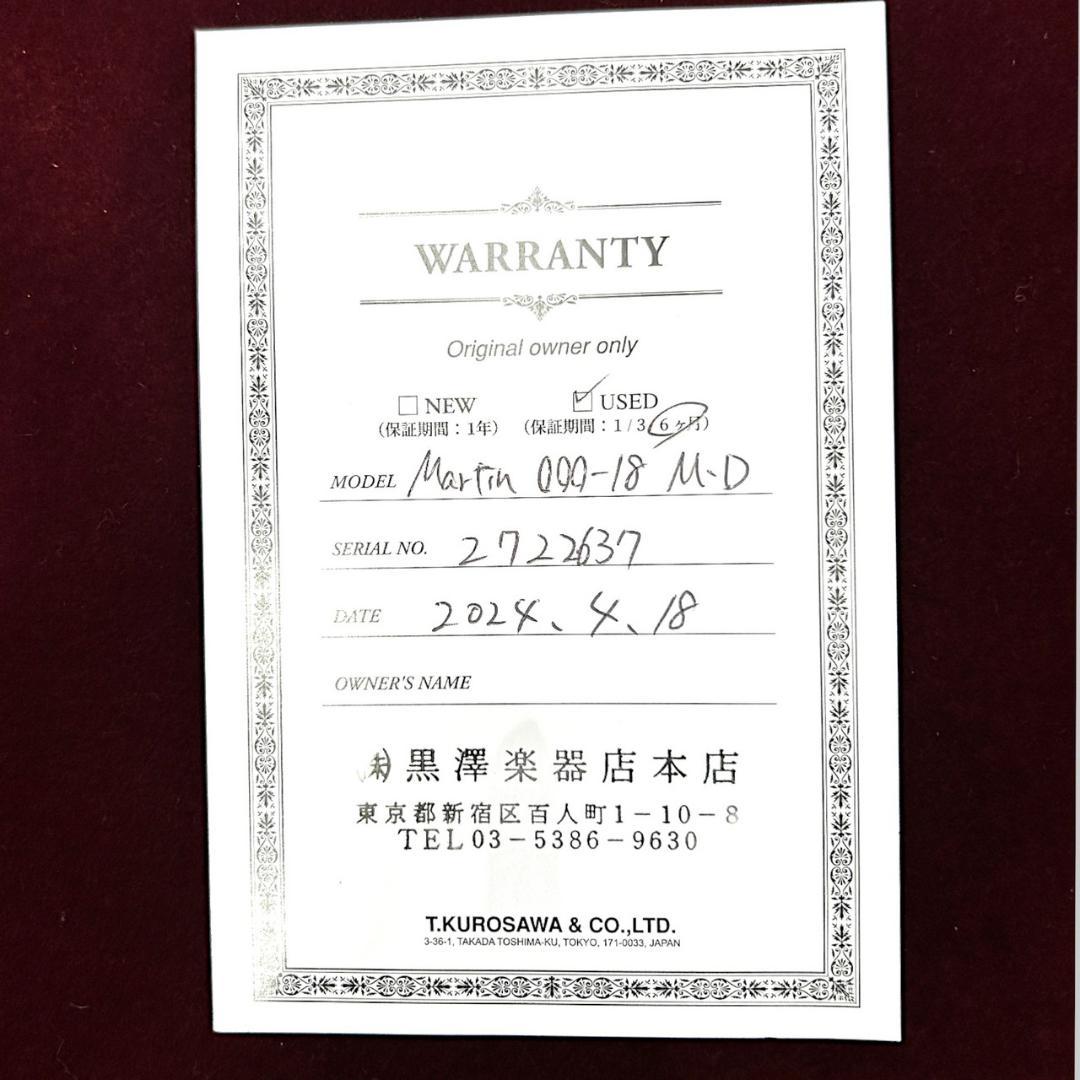 WARRANTY
Original owner only
□ NEW ☑ USED
(保証期間：1年) (保証期間：1/3/6ヶ月)
MODEL Martin 000-18 M-D
SERIAL NO. 2722637
DATE 2024、4、18
OWNER'S NAME
㈱黒澤楽器店本店
東京都新宿区百人町1－10－8
TEL03－5386－9630
T.KUROSAWA & CO.,LTD.
3-36-1, TAKADA TOSHIMA-KU, TOKYO, 171-0033, JAPAN